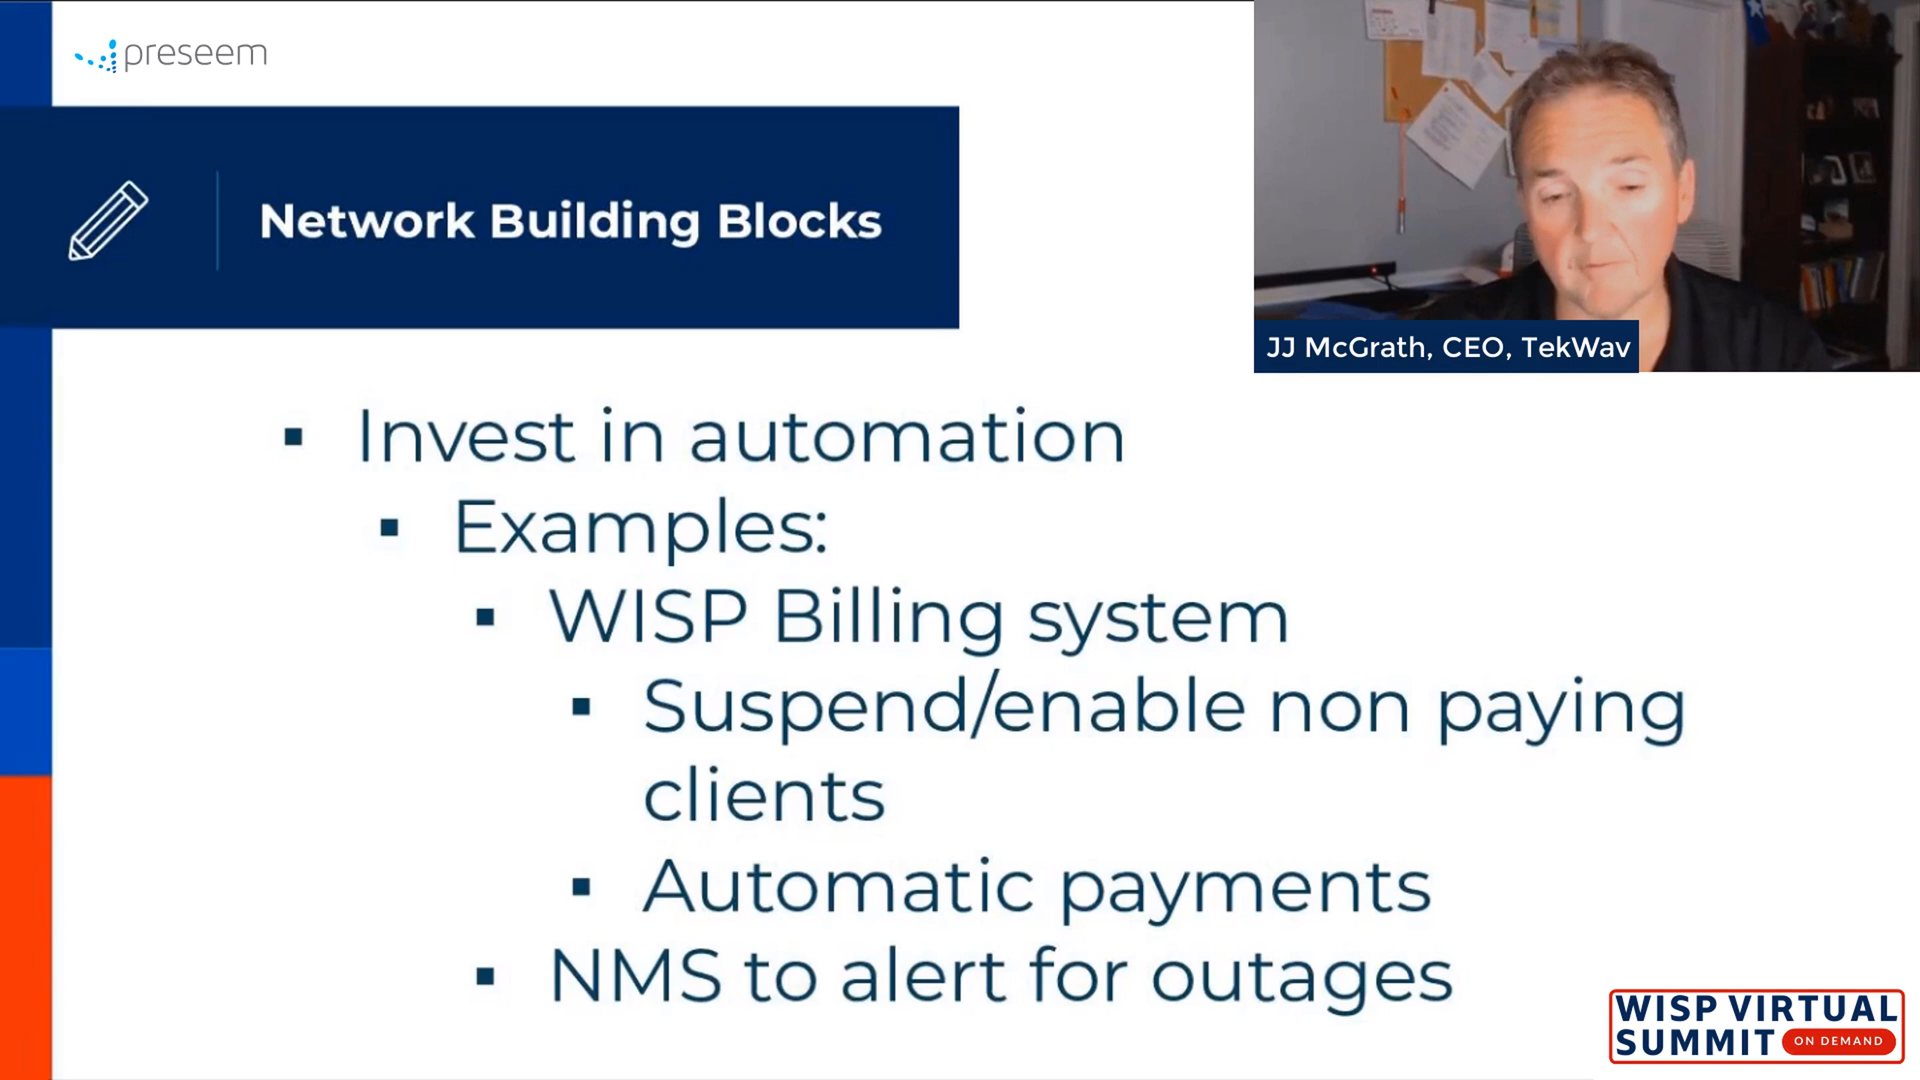 preseem
Network Building Blocks
JJ McGrath, CEO, TekWav
▪ Invest in automation
▪ Examples:
▪ WISP Billing system
▪ Suspend/enable non paying
clients
▪ Automatic payments
▪ NMS to alert for outages
WISP VIRTUAL
SUMMIT ON DEMAND